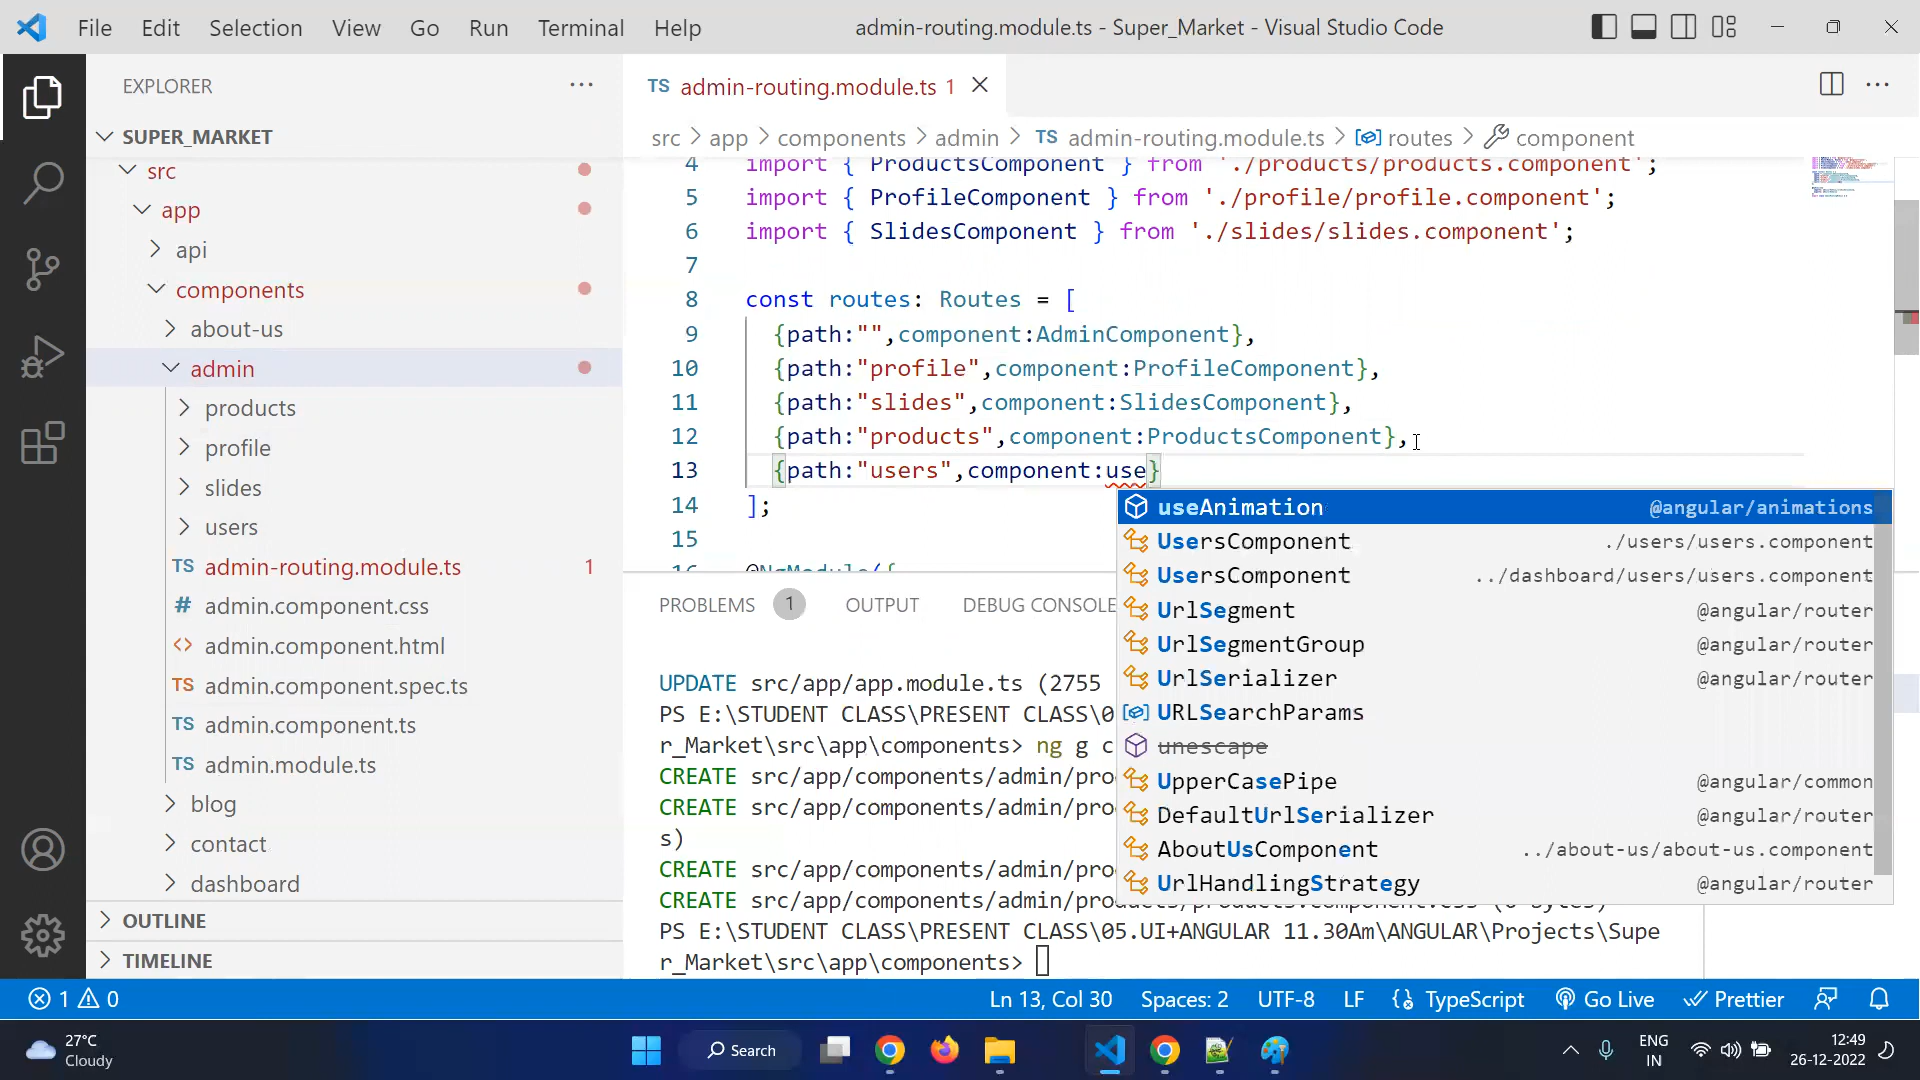 File Edit Selection View Go Run Terminal Help admin-routing.module.ts - Super_Market - Visual Studio Code
EXPLORER ···
SUPER_MARKET
src
app
api
components
about-us
admin
products
profile
slides
users
TS admin-routing.module.ts 1
# admin.component.css
<> admin.component.html
TS admin.component.spec.ts
TS admin.component.ts
TS admin.module.ts
blog
contact
dashboard
OUTLINE
TIMELINE
TS admin-routing.module.ts 1
src > app > components > admin > TS admin-routing.module.ts > routes > component
4 import { ProductsComponent } from './products/products.component';
5 import { ProfileComponent } from './profile/profile.component';
6 import { SlidesComponent } from './slides/slides.component';
7
8 const routes: Routes = [
9 {path:"",component:AdminComponent},
10 {path:"profile",component:ProfileComponent},
11 {path:"slides",component:SlidesComponent},
12 {path:"products",component:ProductsComponent},
13 {path:"users",component:use}
14 ];
15
16 @NgModule({
useAnimation @angular/animations
UsersComponent ./users/users.component
UsersComponent ../dashboard/users/users.component
UrlSegment @angular/router
UrlSegmentGroup @angular/router
UrlSerializer @angular/router
URLSearchParams
unescape
UpperCasePipe @angular/common
DefaultUrlSerializer @angular/router
AboutUsComponent ../about-us/about-us.component
UrlHandlingStrategy @angular/router
PROBLEMS 1 OUTPUT DEBUG CONSOLE
UPDATE src/app/app.module.ts (2755
PS E:\STUDENT CLASS\PRESENT CLASS\0
r_Market\src\app\components> ng g c
CREATE src/app/components/admin/pro
CREATE src/app/components/admin/pro
s)
CREATE src/app/components/admin/pro
CREATE src/app/components/admin/products/products.component.css (0 bytes)
PS E:\STUDENT CLASS\PRESENT CLASS\05.UI+ANGULAR 11.30Am\ANGULAR\Projects\Supe
r_Market\src\app\components>
1 0 Ln 13, Col 30 Spaces: 2 UTF-8 LF TypeScript Go Live Prettier
27°C
Cloudy
Search
ENG
IN
12:49
26-12-2022